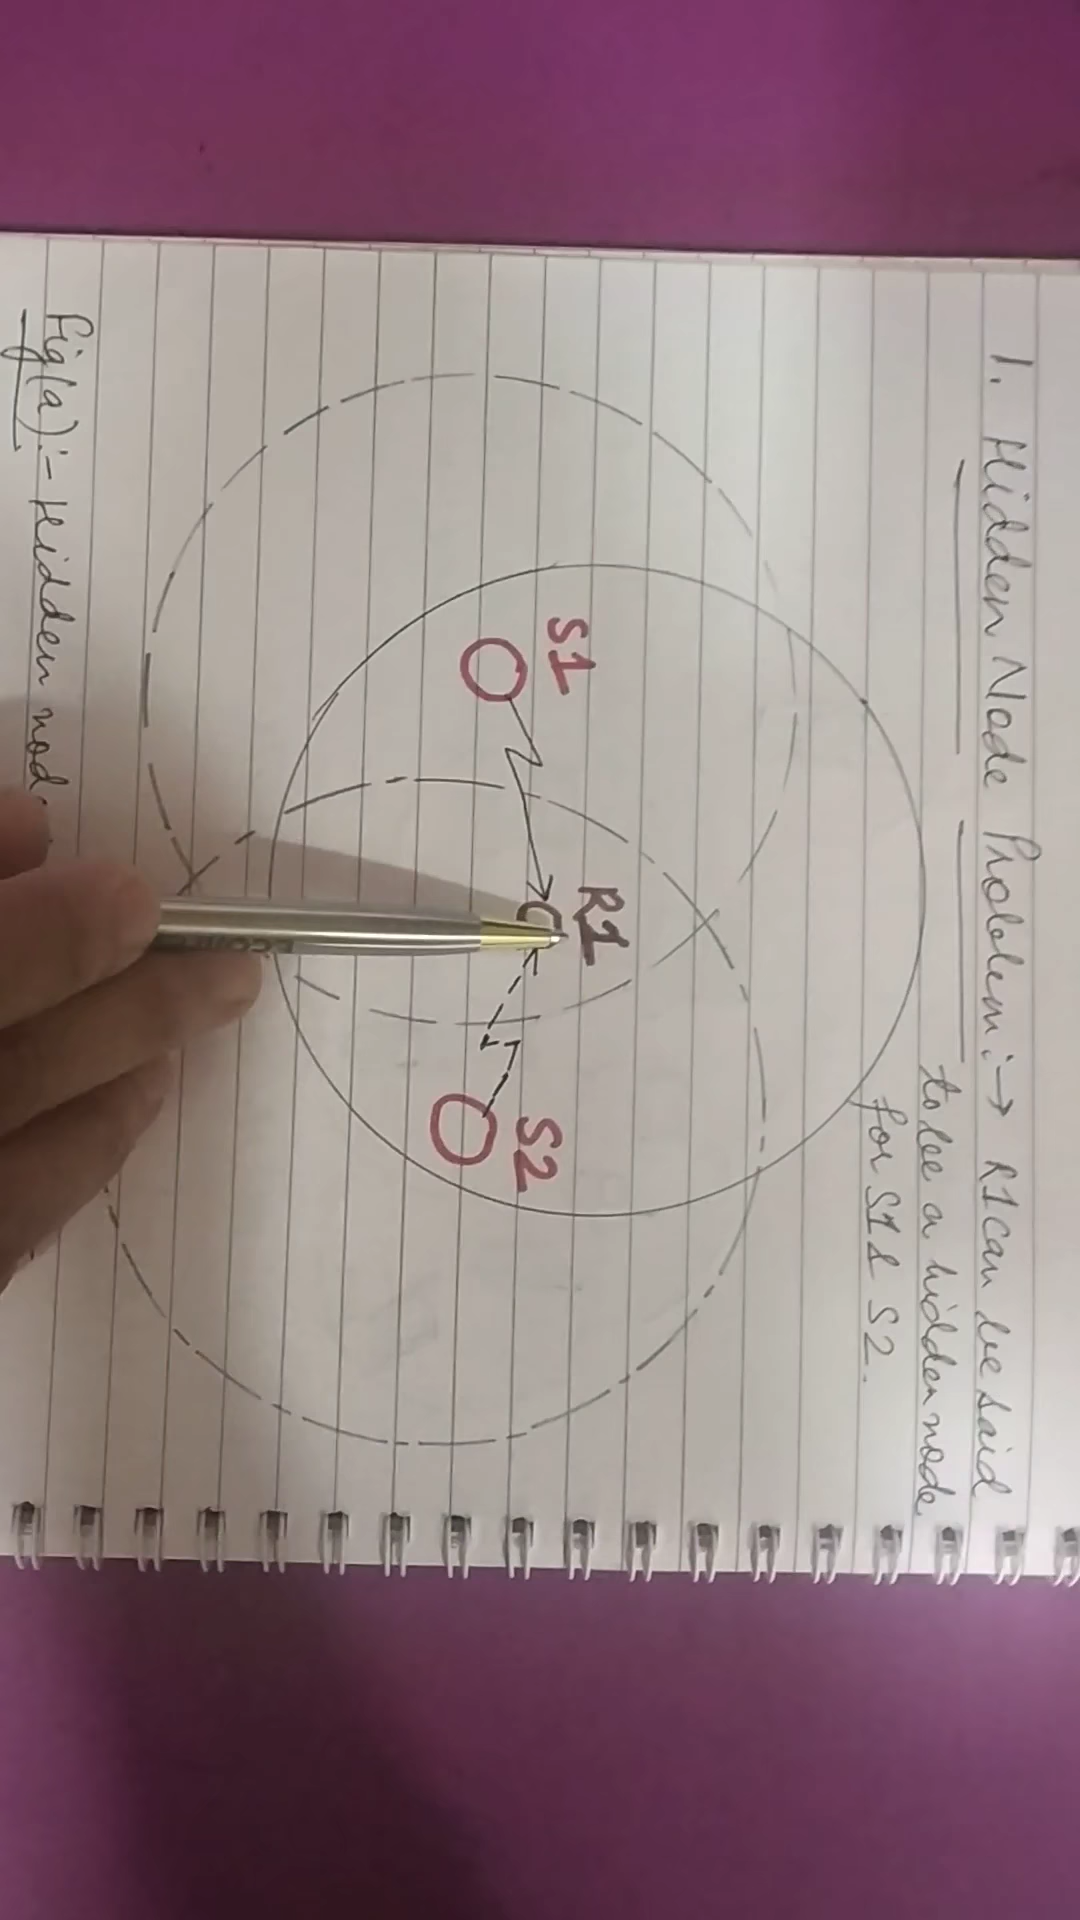 1. Hidden Node Problem :→ R1 can be said
to be a hidden node
for S1 & S2.
S1
R1
S2
Fig(a):- Hidden nod